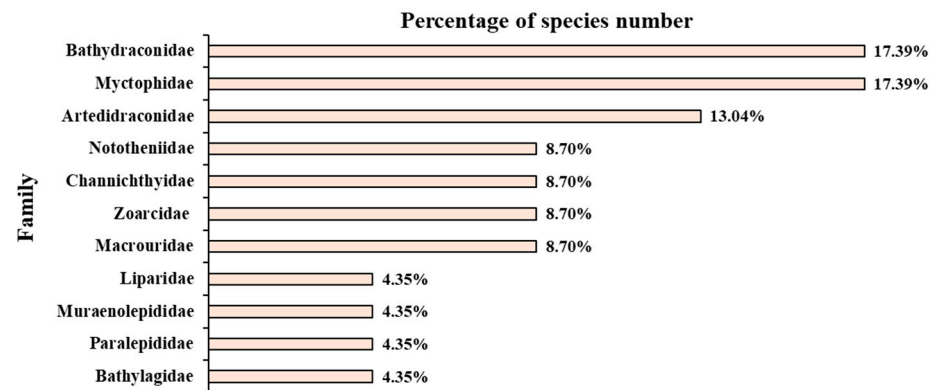 Percentage of species number
Family
Bathydraconidae 17.39%
Myctophidae 17.39%
Artedidraconidae 13.04%
Nototheniidae 8.70%
Channichthyidae 8.70%
Zoarcidae 8.70%
Macrouridae 8.70%
Liparidae 4.35%
Muraenolepididae 4.35%
Paralepididae 4.35%
Bathylagidae 4.35%